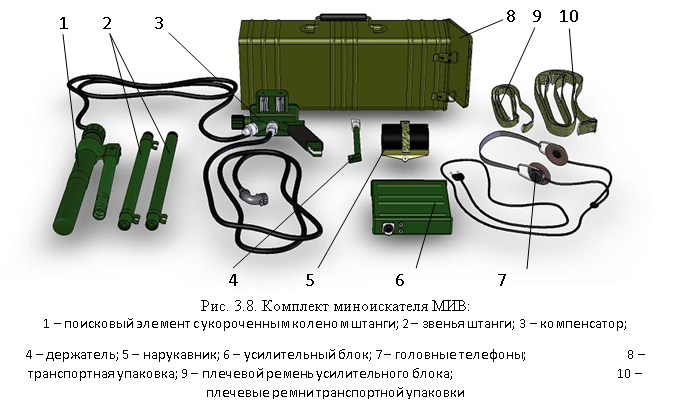 1 2 3 8 9 10
4 5 6 7
Рис. 3.8. Комплект миноискателя МИВ:
1 – поисковый элемент с укороченным коленом штанги; 2 – звенья штанги; 3 – компенсатор;
4 – держатель; 5 – нарукавник; 6 – усилительный блок; 7 – головные телефоны; 8 –
транспортная упаковка; 9 – плечевой ремень усилительного блока; 10 –
плечевые ремни транспортной упаковки